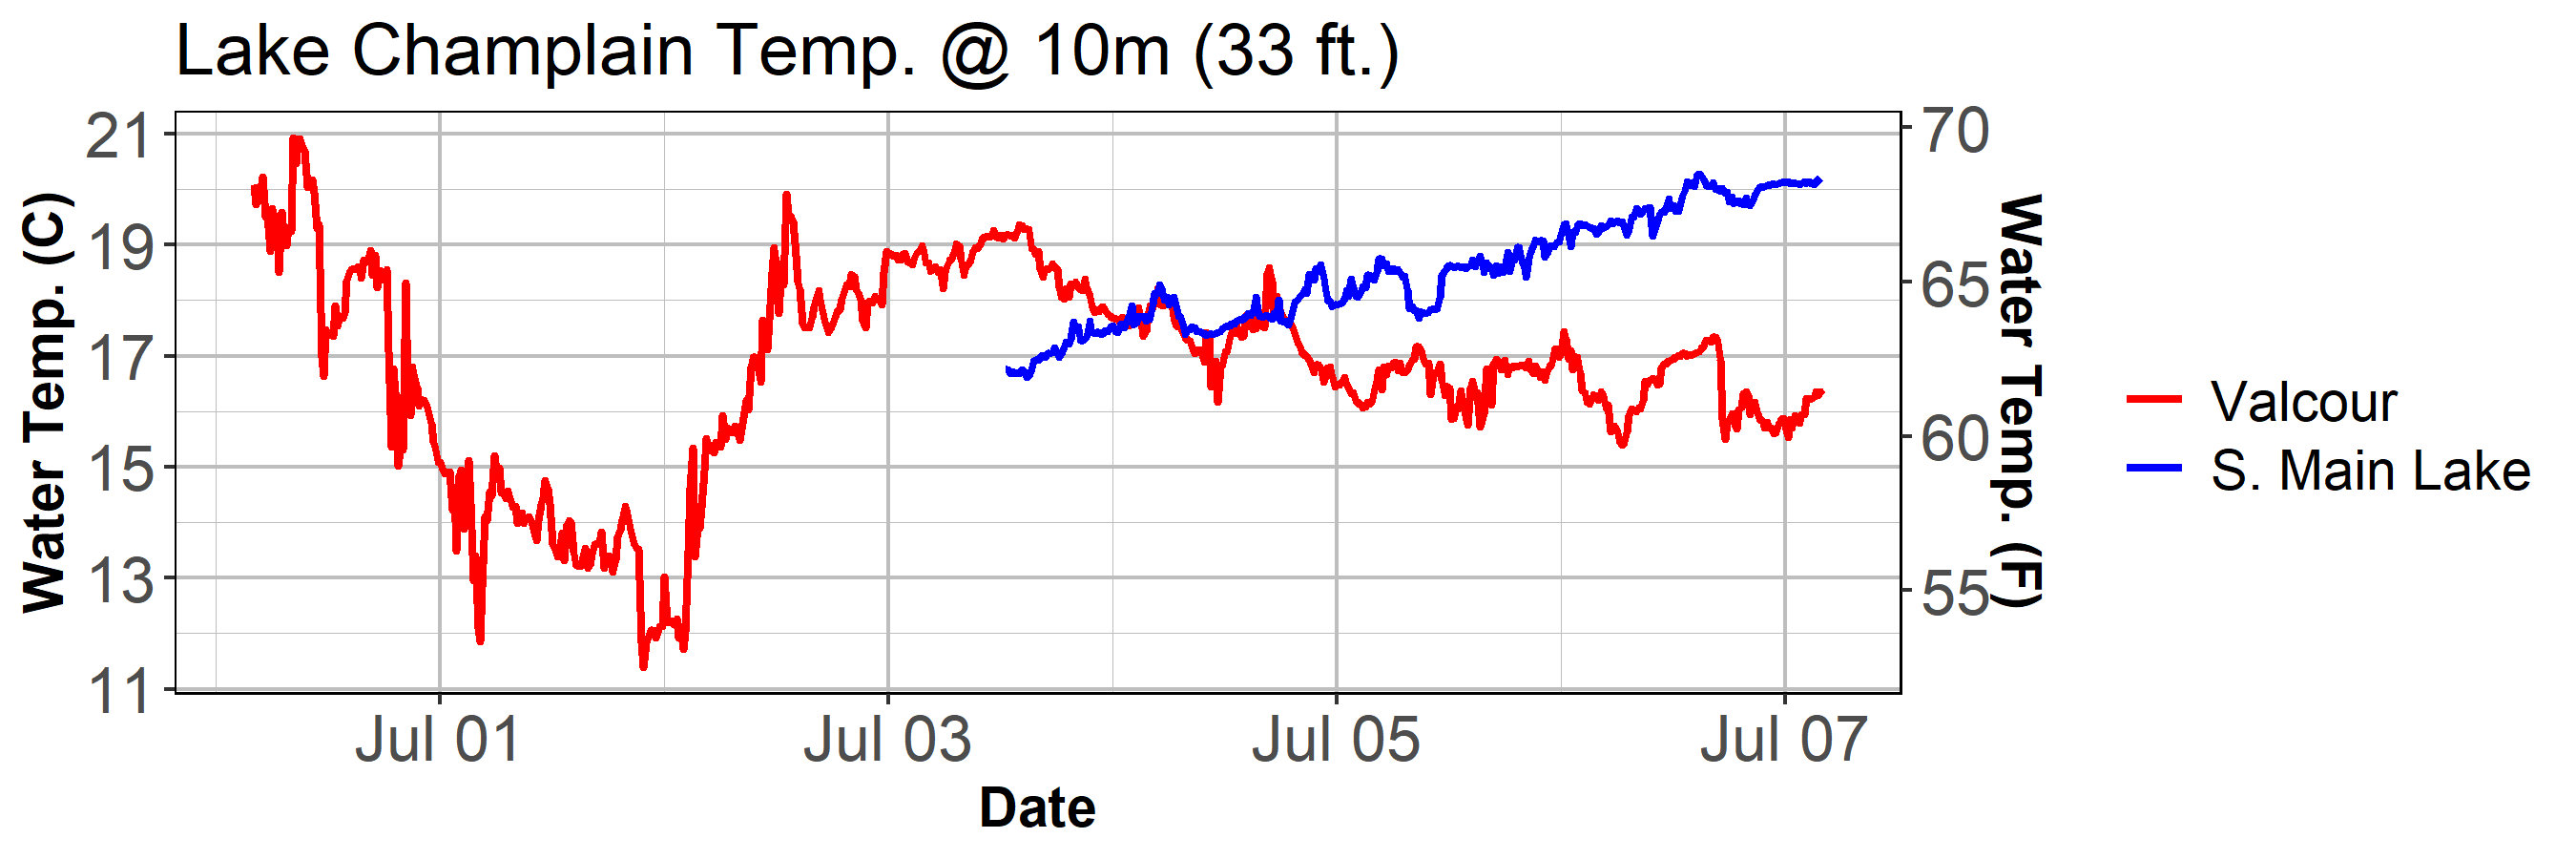 Lake Champlain Temp. @ 10m (33 ft.)
Water Temp. (C)
21
19
17
15
13
11
70
65
60
55
Water Temp. (F)
Jul 01
Jul 03
Jul 05
Jul 07
Date
Valcour
S. Main Lake